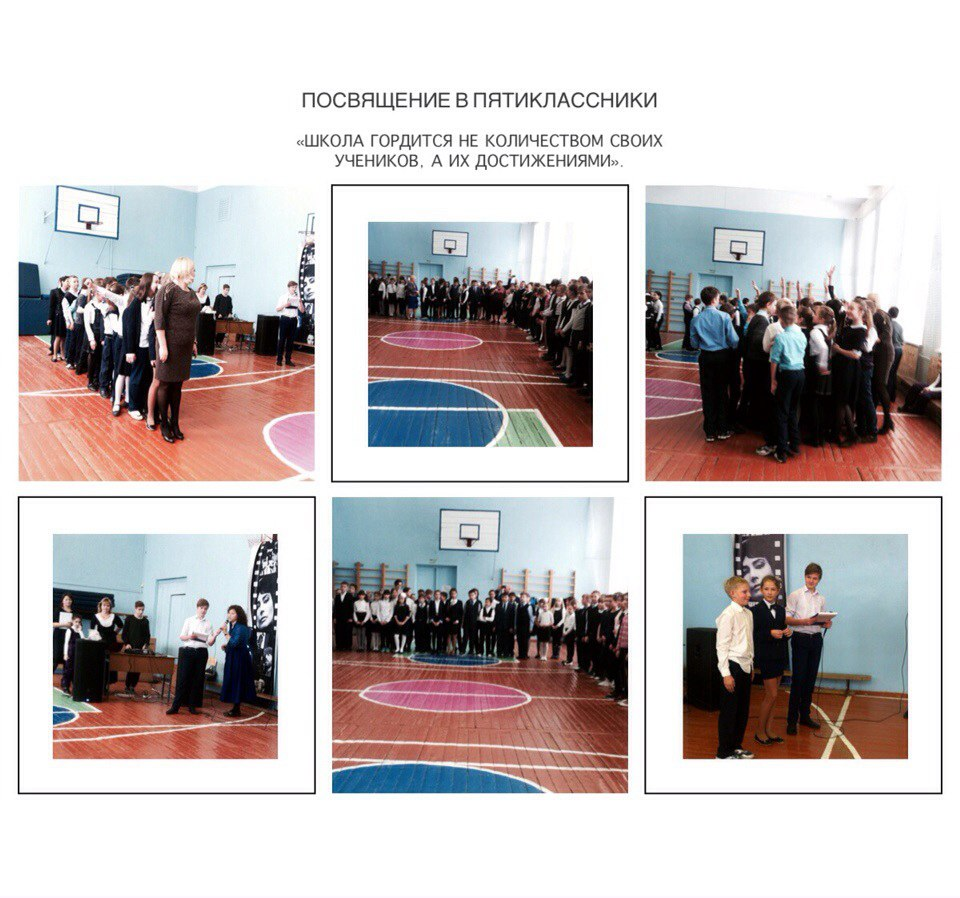 ПОСВЯЩЕНИЕ В ПЯТИКЛАССНИКИ
«ШКОЛА ГОРДИТСЯ НЕ КОЛИЧЕСТВОМ СВОИХ
УЧЕНИКОВ, А ИХ ДОСТИЖЕНИЯМИ».